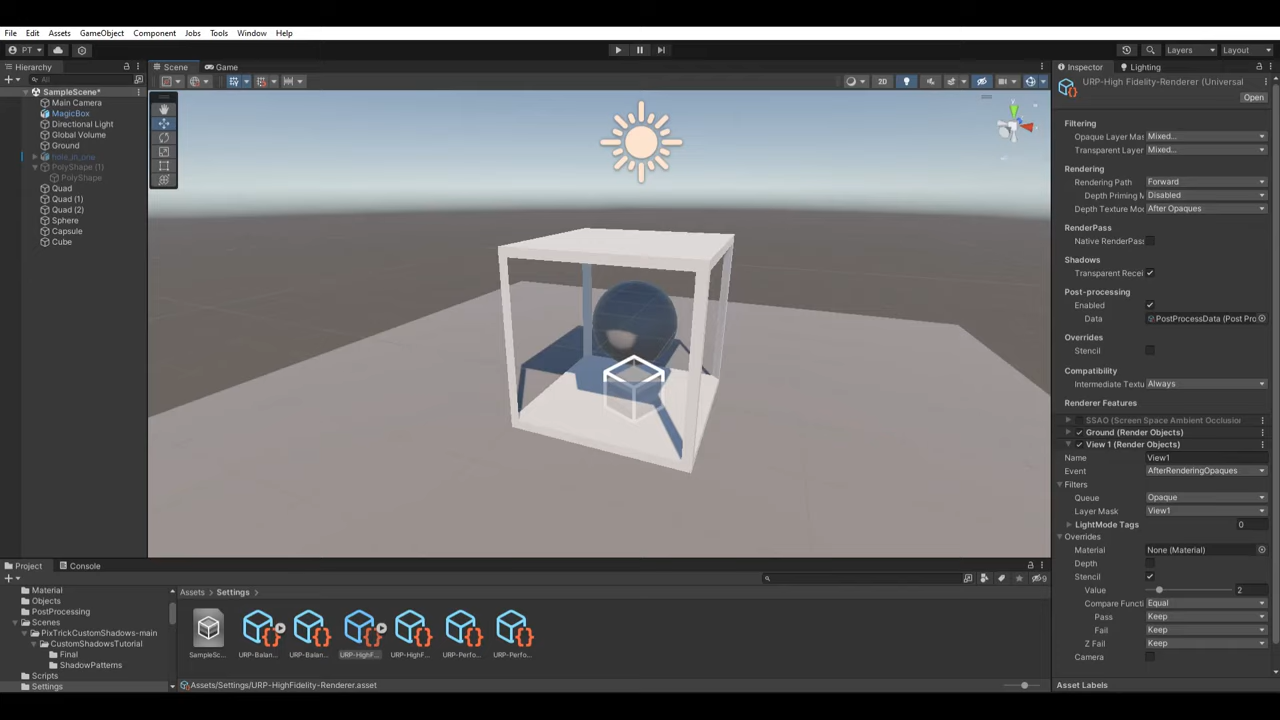 File Edit Assets GameObject Component Jobs Tools Window Help
PT Layers Layout
Hierarchy
All
SampleScene*
Main Camera
MagicBox
Directional Light
Global Volume
Ground
hole_in_one
PolyShape (1)
PolyShape
Quad
Quad (1)
Quad (2)
Sphere
Capsule
Cube
Scene Game
2D
Inspector Lighting
URP-High Fidelity-Renderer (Universal
Open
Filtering
Opaque Layer Mas Mixed...
Transparent Layer Mixed...
Rendering
Rendering Path Forward
Depth Priming M Disabled
Depth Texture Moc After Opaques
RenderPass
Native RenderPass
Shadows
Transparent Recei
Post-processing
Enabled
Data PostProcessData (Post Pro
Overrides
Stencil
Compatibility
Intermediate Textu Always
Renderer Features
SSAO (Screen Space Ambient Occlusior
Ground (Render Objects)
View 1 (Render Objects)
Name View1
Event AfterRenderingOpaques
Filters
Queue Opaque
Layer Mask View1
LightMode Tags 0
Overrides
Material None (Material)
Depth
Stencil
Value 2
Compare Functi Equal
Pass Keep
Fail Keep
Z Fail Keep
Camera
Asset Labels
Project Console
9
Material
Objects
PostProcessing
Scenes
PixTrickCustomShadows-main
CustomShadowsTutorial
Final
ShadowPatterns
Scripts
Settings
Assets > Settings >
SampleSc... URP-Balan... URP-Balan... URP-HighF... URP-HighF... URP-Perfo... URP-Perfo...
Assets/Settings/URP-HighFidelity-Renderer.asset